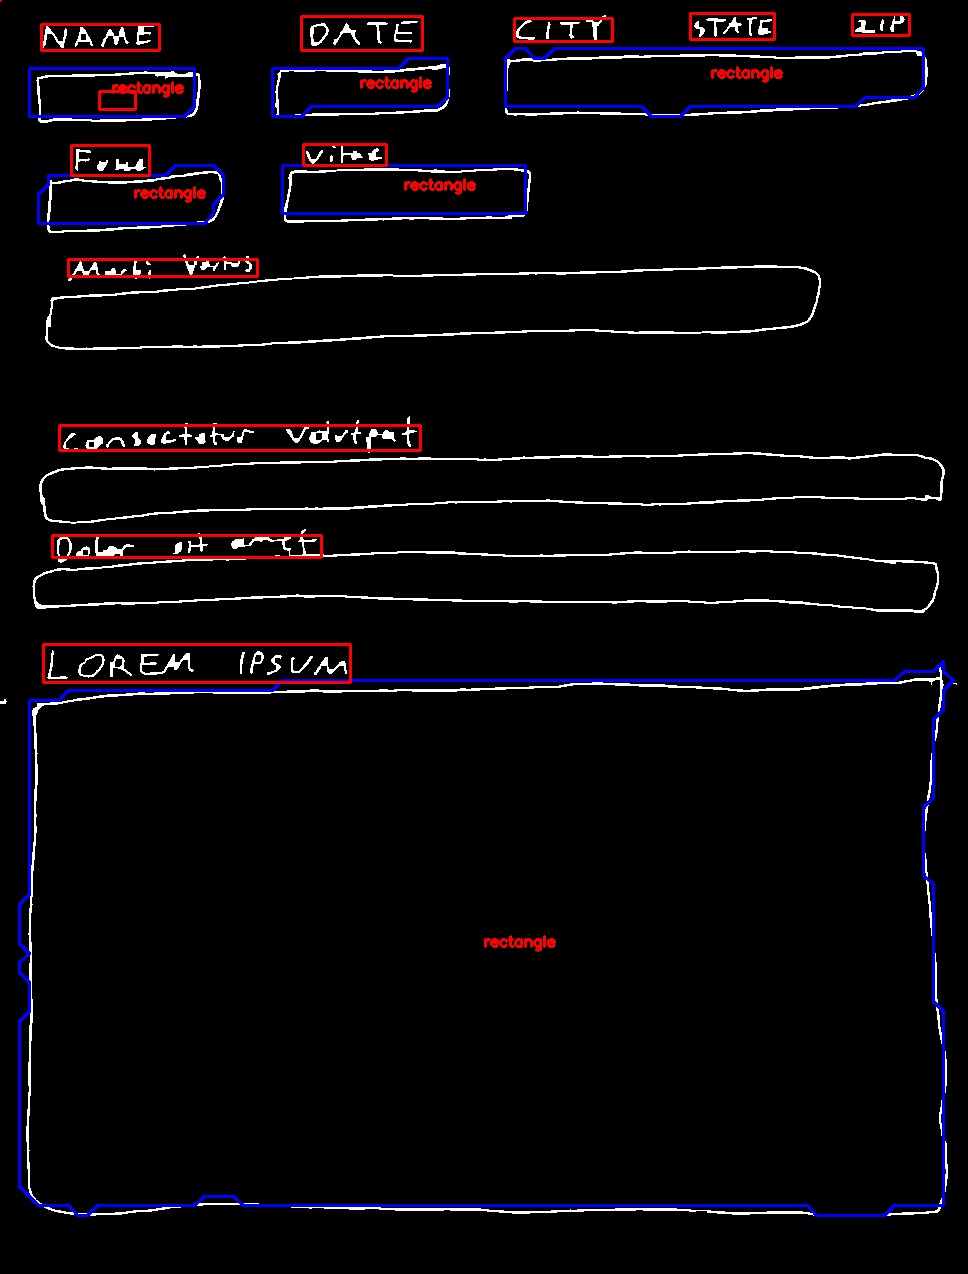 NAME DATE CITY STATE ZIP
rectangle rectangle rectangle
Vitae
rectangle rectangle
Morbi Varius
Consectetur Volutpat
Dolor sit amet
LOREM IPSUM
rectangle